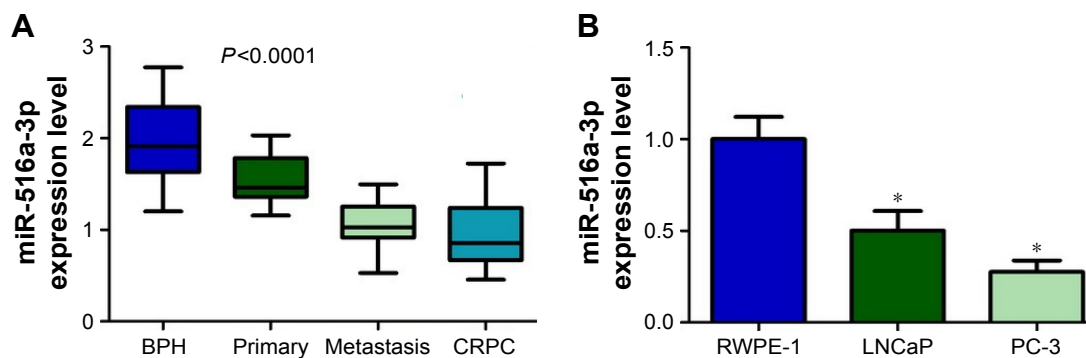 A
miR-516a-3p
expression level
3
2
1
0
P<0.0001
BPH Primary Metastasis CRPC
B
miR-516a-3p
expression level
1.5
1.0
0.5
0.0
*
*
RWPE-1 LNCaP PC-3